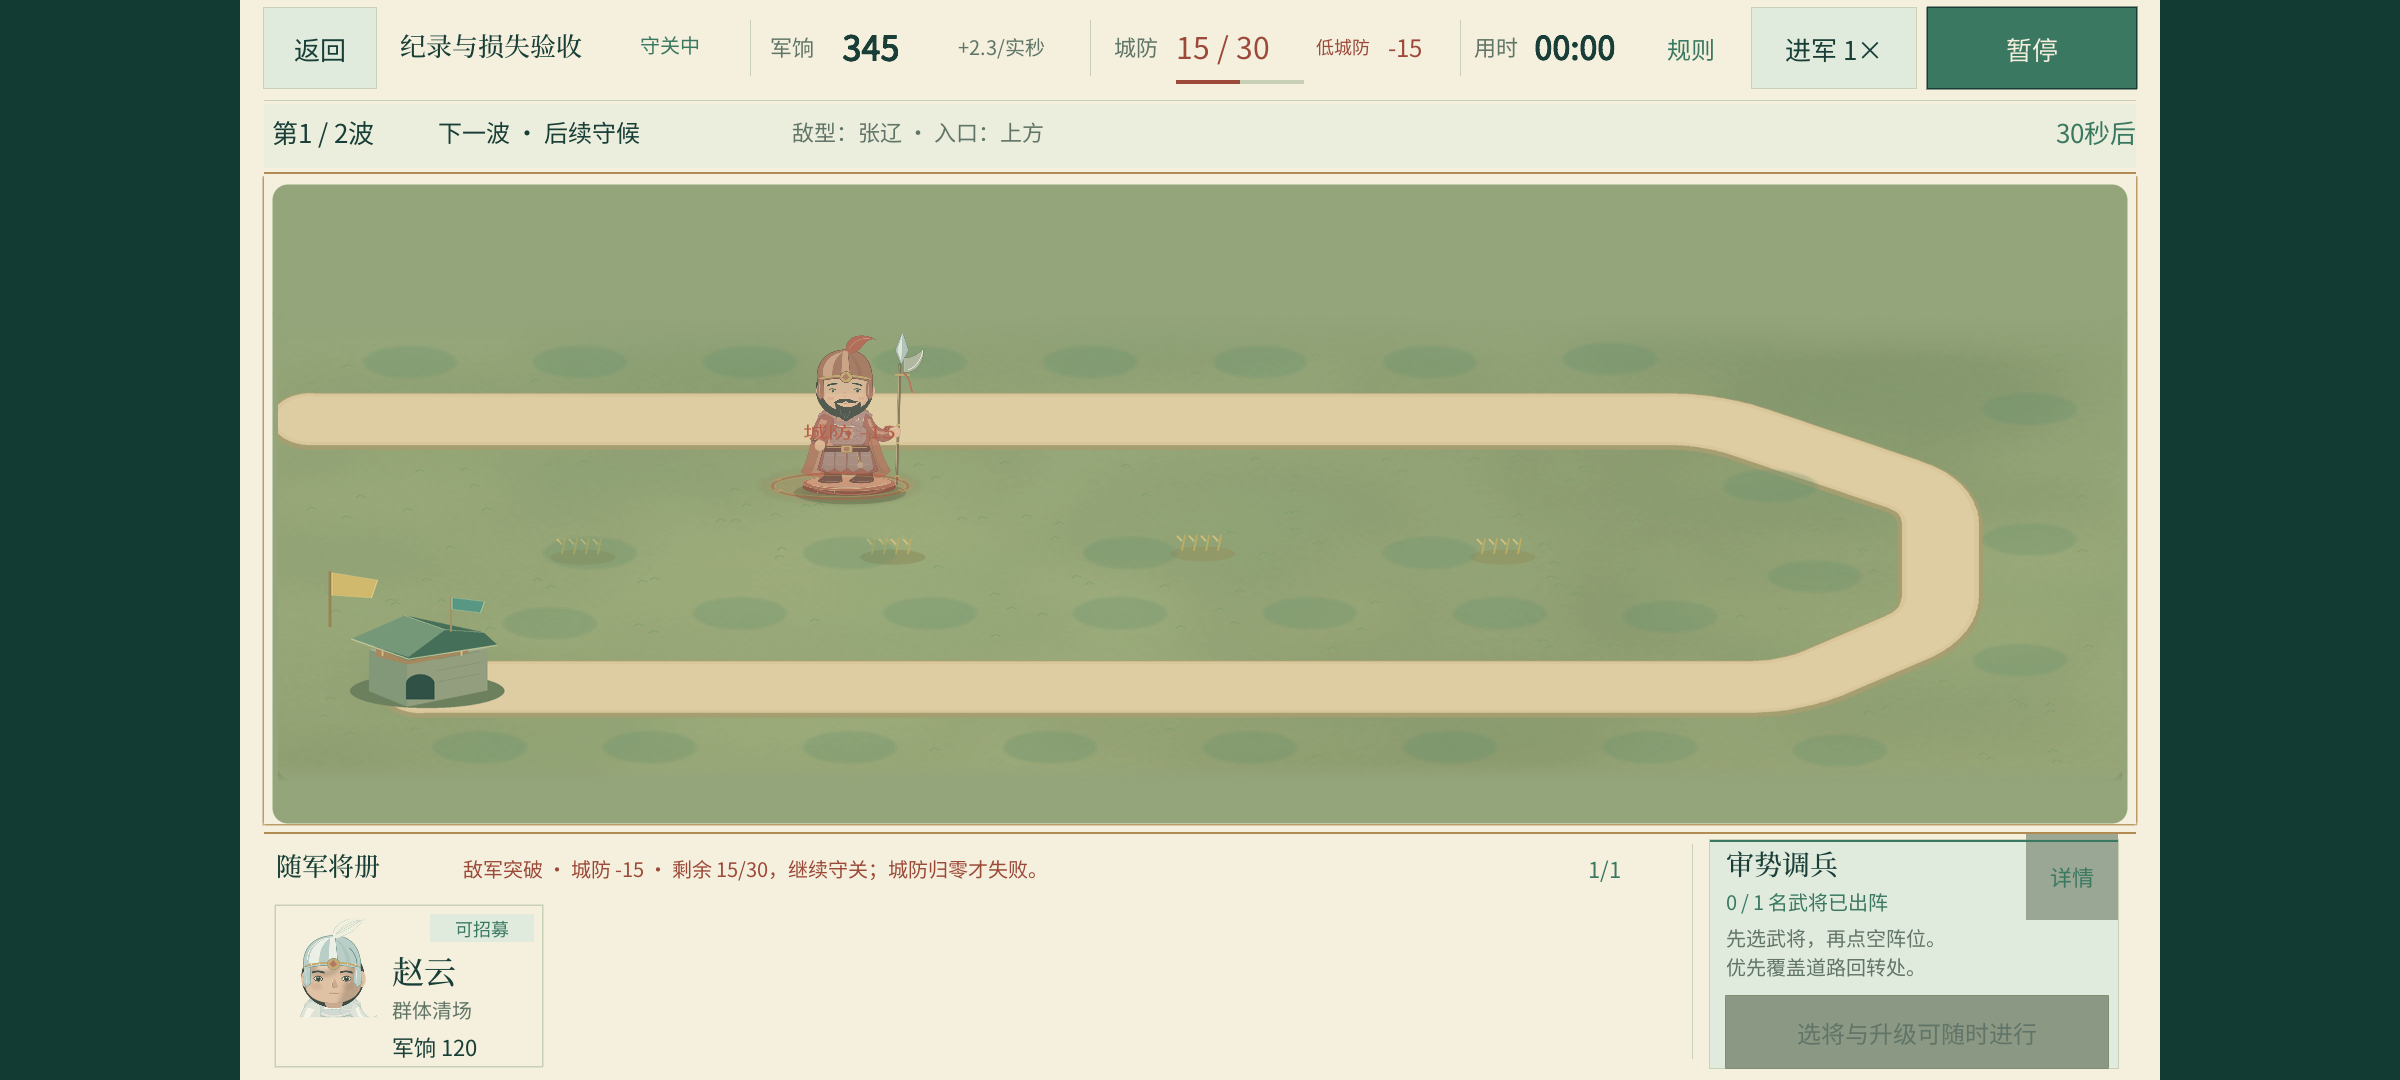 返回 纪录与损失验收 守关中 军饷 345 +2.3/实秒 城防 15 / 30 低城防 -15 用时 00:00 规则 进军 1× 暂停
第1 / 2波 下一波 · 后续守候 敌型：张辽 · 入口：上方 30秒后
城防 -15
随军将册 敌军突破 · 城防 -15 · 剩余 15/30，继续守关；城防归零才失败。 1/1
可招募
赵云
群体清场
军饷 120
审势调兵 详情
0 / 1 名武将已出阵
先选武将，再点空阵位。
优先覆盖道路回转处。
选将与升级可随时进行